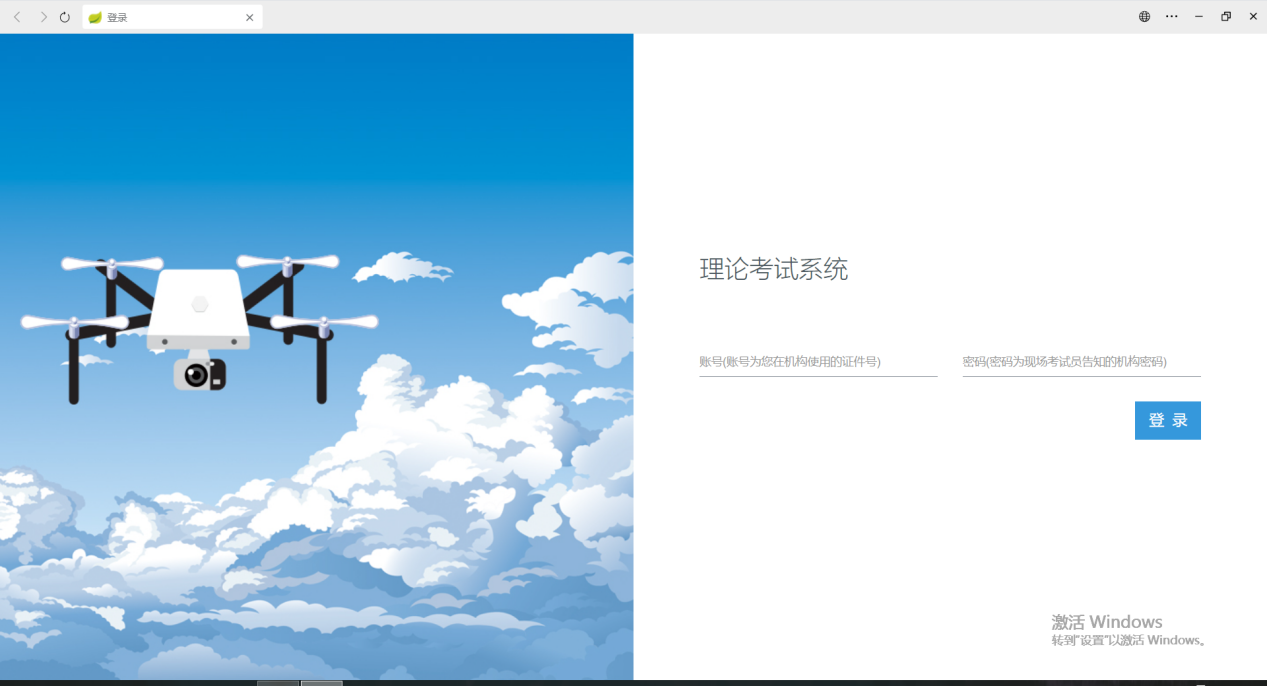 登录
理论考试系统
账号(账号为您在机构使用的证件号)
密码(密码为现场考试员告知的机构密码)
登 录
激活 Windows
转到"设置"以激活 Windows。